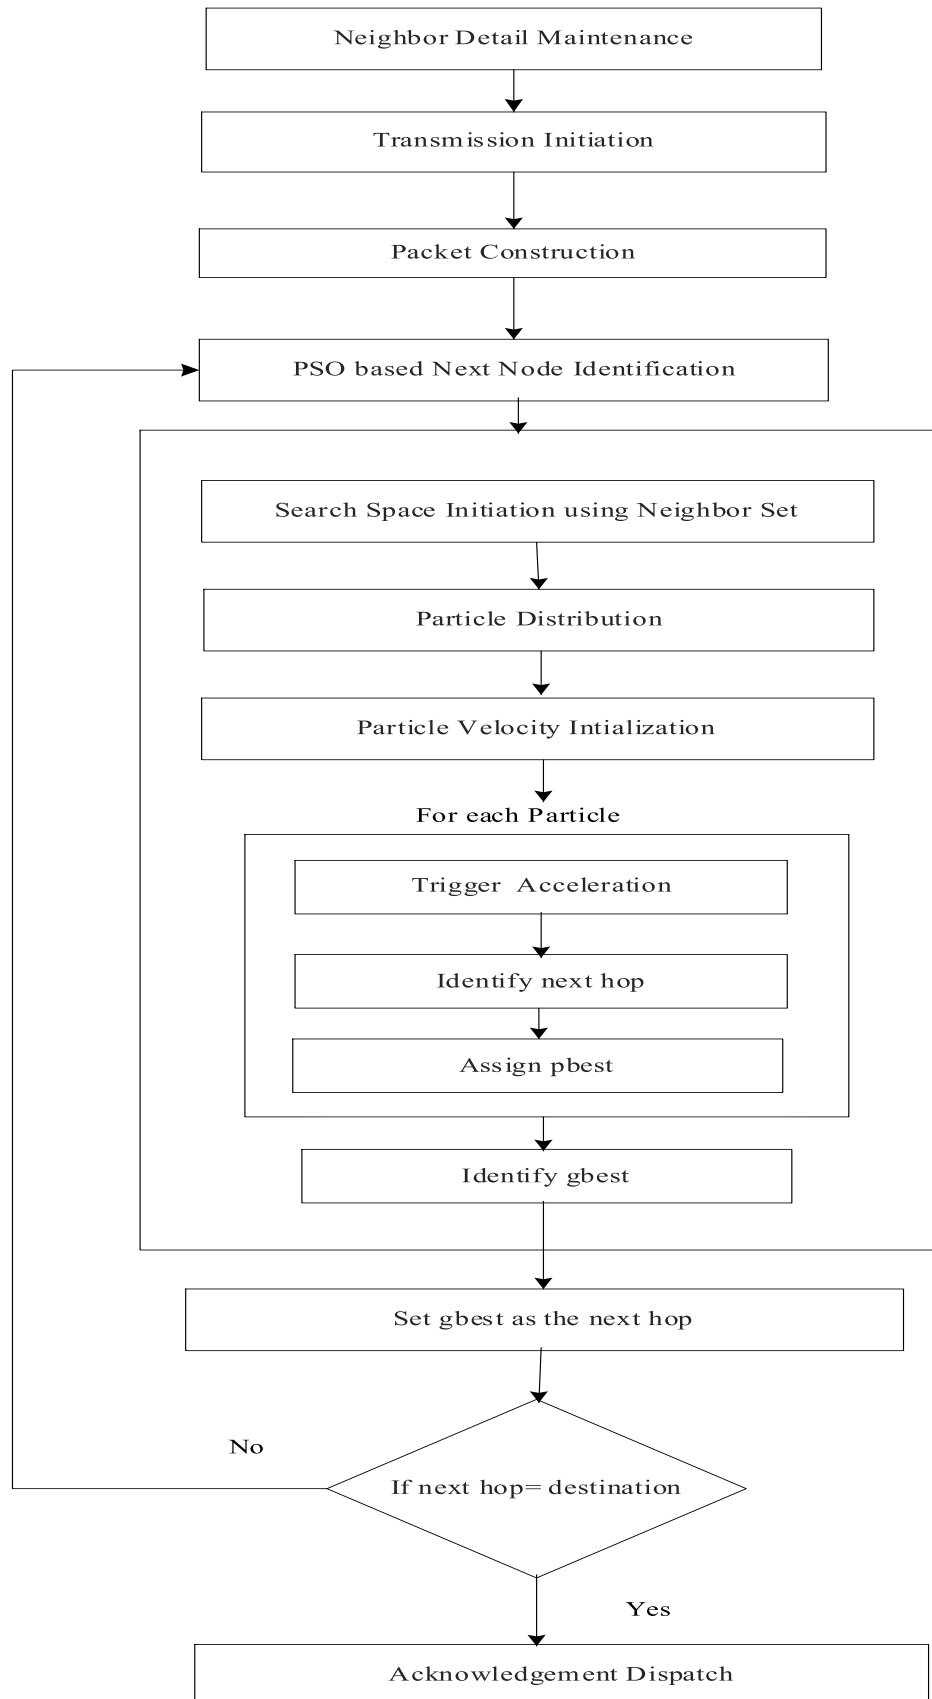 Neighbor Detail Maintenance
Transmission Initiation
Packet Construction
PSO based Next Node Identification
Search Space Initiation using Neighbor Set
Particle Distribution
Particle Velocity Intialization
For each Particle
Trigger Acceleration
Identify next hop
Assign pbest
Identify gbest
Set gbest as the next hop
No
If next hop= destination
Yes
Acknowledgement Dispatch